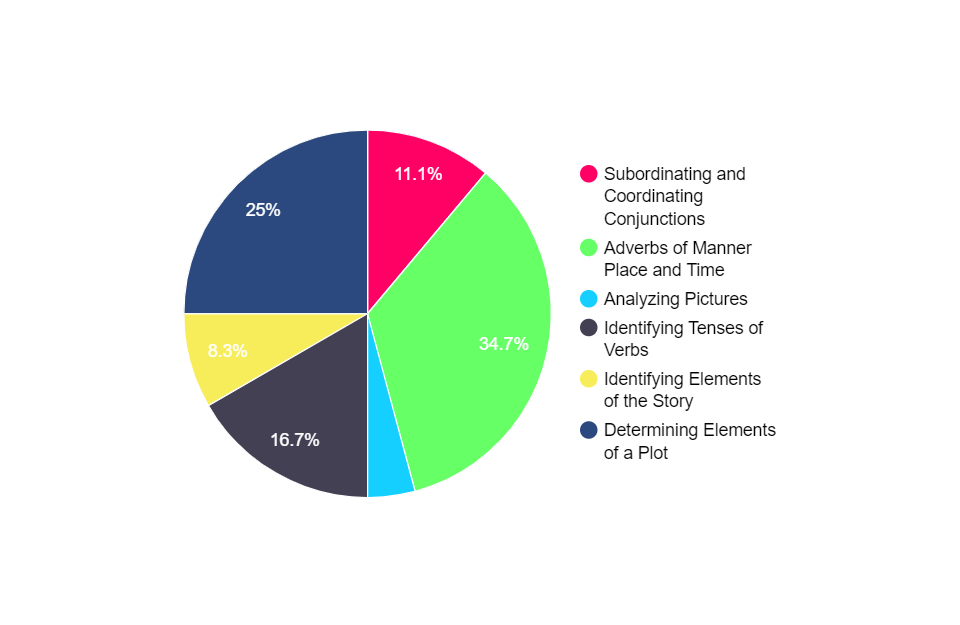 11.1%
34.7%
16.7%
8.3%
25%
Subordinating and
Coordinating
Conjunctions
Adverbs of Manner
Place and Time
Analyzing Pictures
Identifying Tenses of
Verbs
Identifying Elements
of the Story
Determining Elements
of a Plot